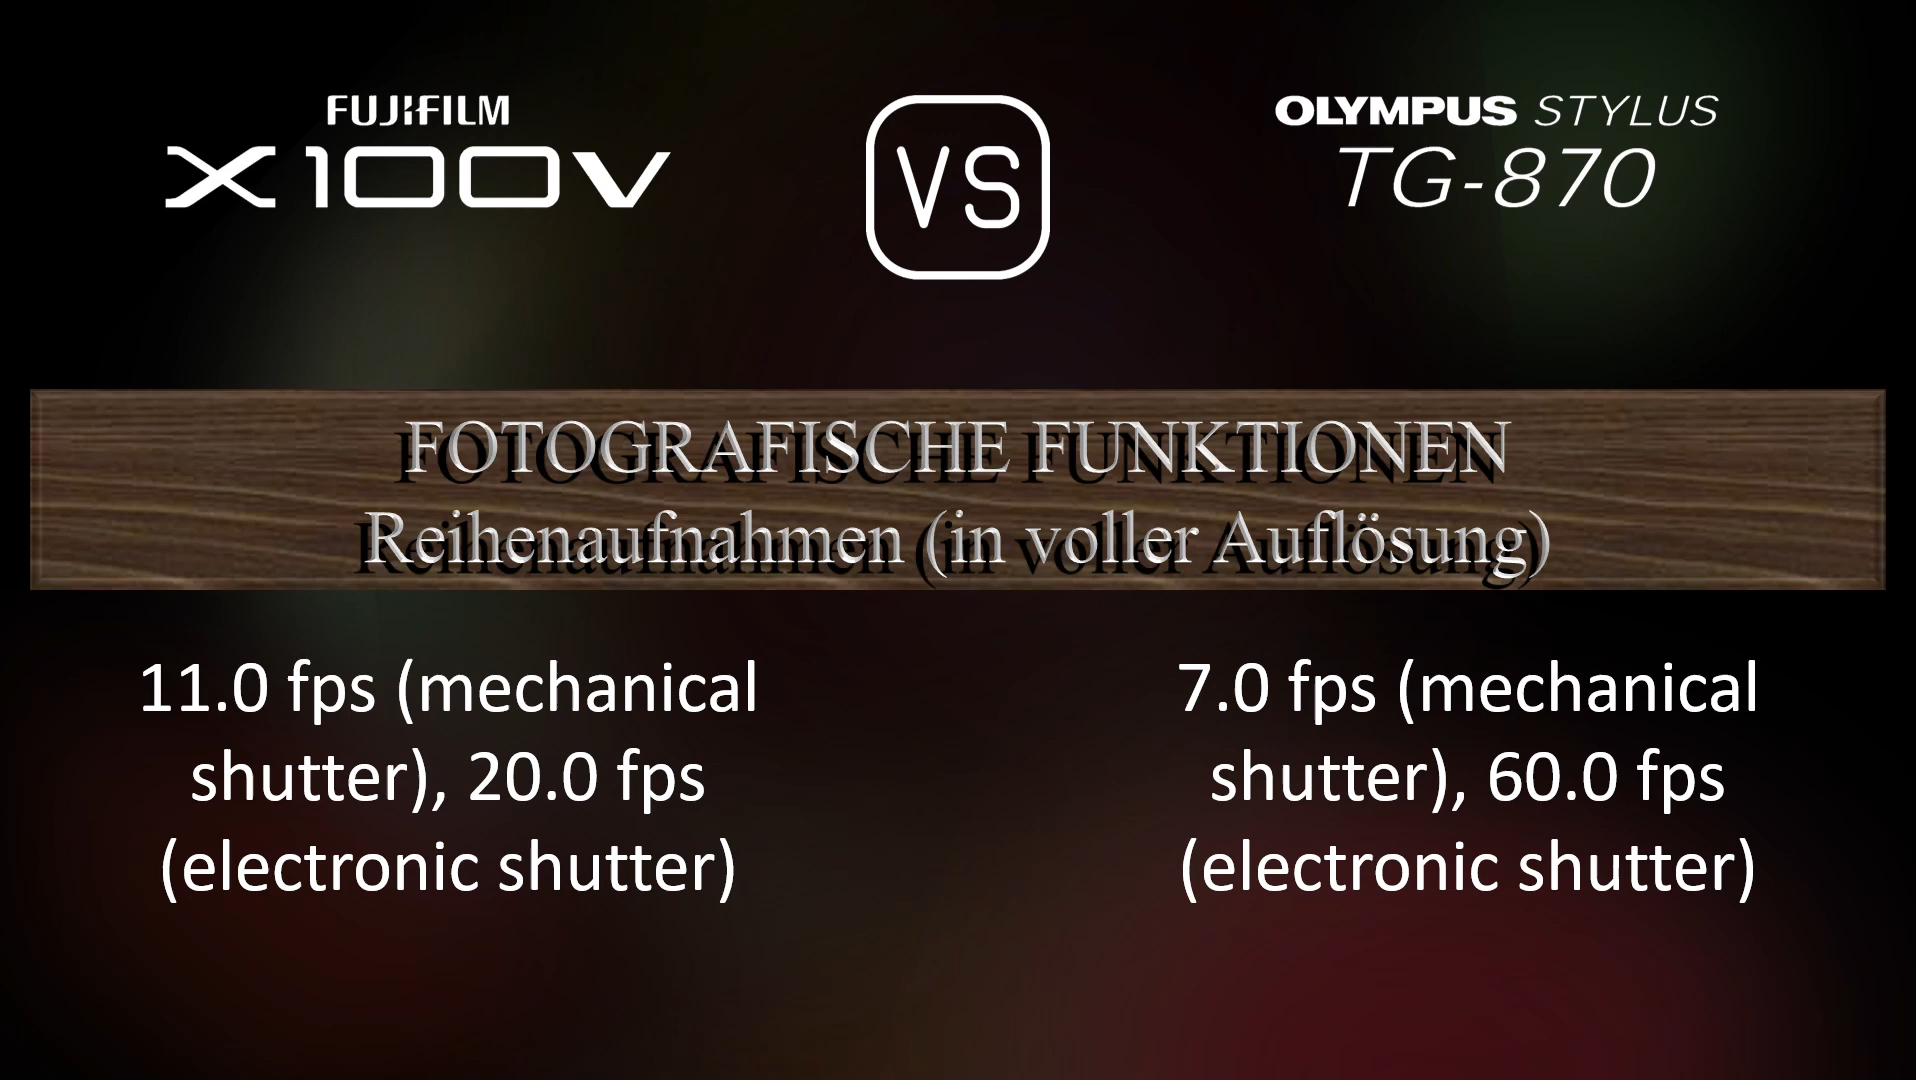 FUJIFILM
X100V
VS
OLYMPUS STYLUS
TG-870
FOTOGRAFISCHE FUNKTIONEN
Reihenaufnahmen (in voller Auflösung)
11.0 fps (mechanical
shutter), 20.0 fps
(electronic shutter)
7.0 fps (mechanical
shutter), 60.0 fps
(electronic shutter)